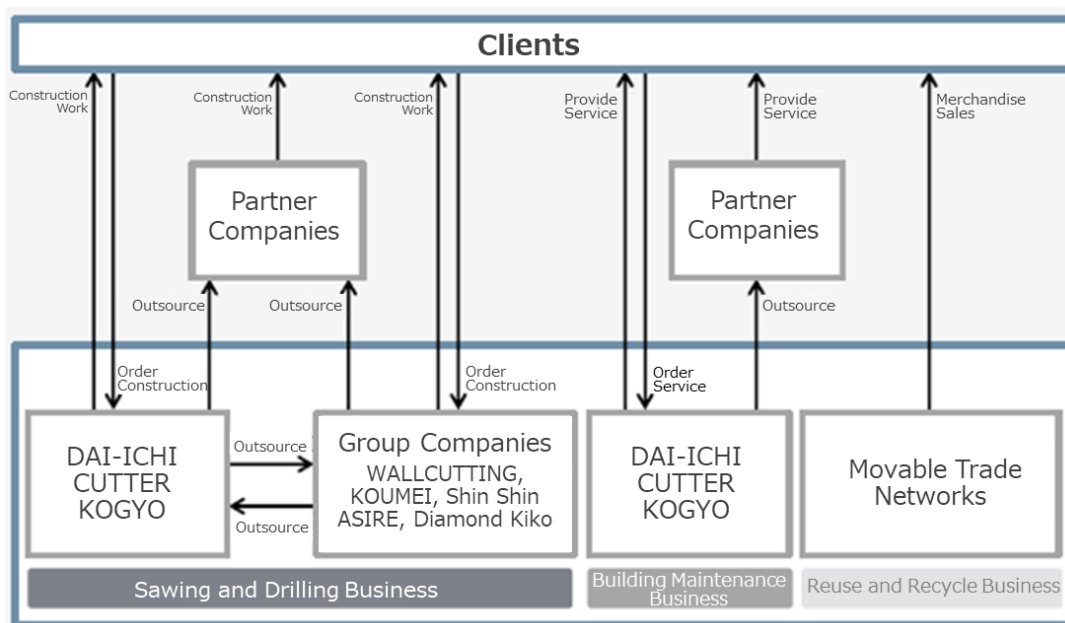 Clients
Construction
Work
Construction
Work
Construction
Work
Provide
Service
Provide
Service
Merchandise
Sales
Partner
Companies
Partner
Companies
Outsource
Outsource
Outsource
Order
Construction
Order
Construction
Order
Service
DAI-ICHI
CUTTER
KOGYO
Outsource
Outsource
Group Companies
WALLCUTTING,
KOUMEI, Shin Shin
ASIRE, Diamond Kiko
DAI-ICHI
CUTTER
KOGYO
Movable Trade
Networks
Sawing and Drilling Business
Building Maintenance
Business
Reuse and Recycle Business